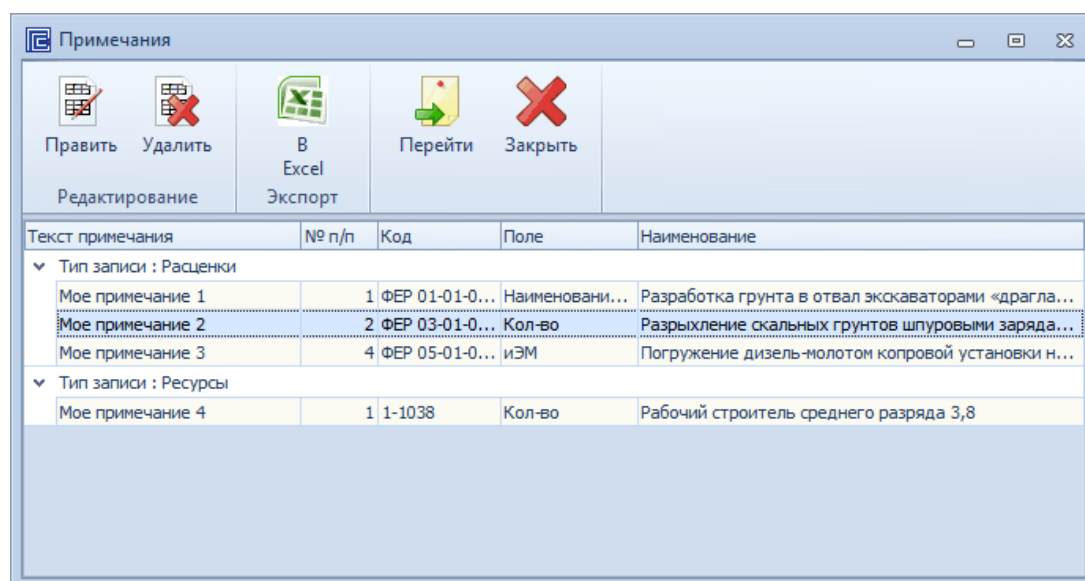 Примечания
Править Удалить В Excel Перейти Закрыть
Редактирование Экспорт
Текст примечания № п/п Код Поле Наименование
Тип записи : Расценки
Мое примечание 1 1 ФЕР 01-01-0... Наименовани... Разработка грунта в отвал экскаваторами «драгла...
Мое примечание 2 2 ФЕР 03-01-0... Кол-во Разрыхление скальных грунтов шпуровыми заряда...
Мое примечание 3 4 ФЕР 05-01-0... иЭМ Погружение дизель-молотом копровой установки н...
Тип записи : Ресурсы
Мое примечание 4 1 1-1038 Кол-во Рабочий строитель среднего разряда 3,8